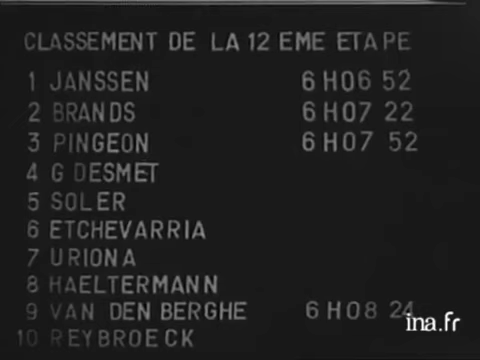 CLASSEMENT DE LA 12 EME ETAPE
1 JANSSEN 6 H06 52
2 BRANDS 6 H07 22
3 PINGEON 6 H07 52
4 G DESMET
5 SOLER
6 ETCHEVARRIA
7 URIONA
8 HAELTERMANN
9 VAN DEN BERGHE 6 H08 24
10 REYBROECK
ina.fr